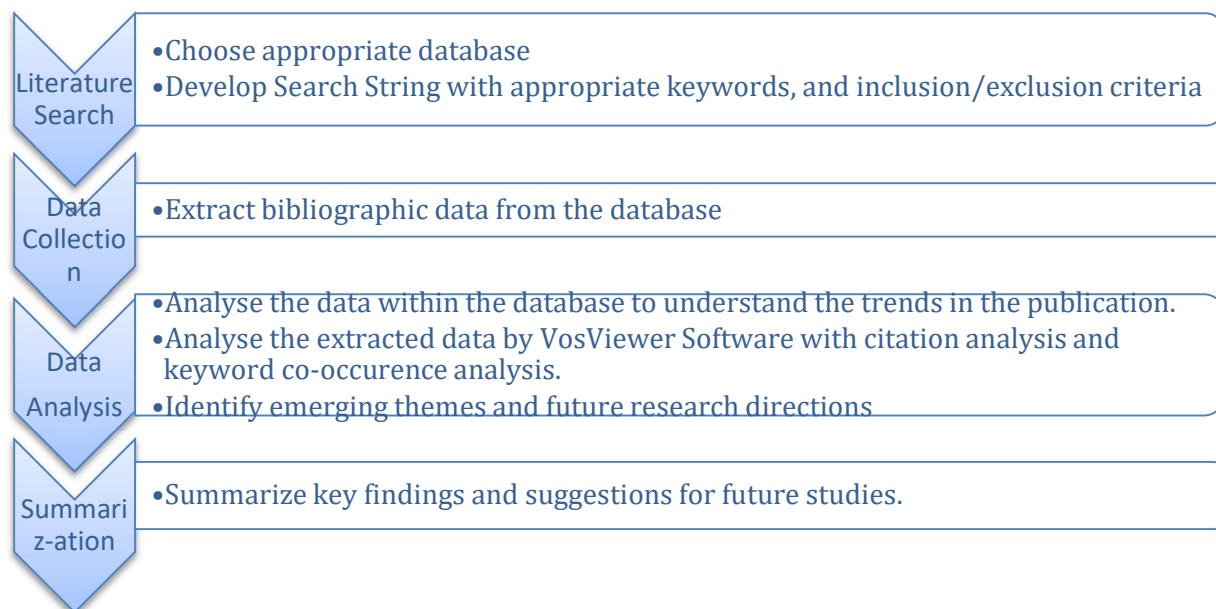 Literature
Search
•Choose appropriate database
•Develop Search String with appropriate keywords, and inclusion/exclusion criteria
Data
Collectio
n
•Extract bibliographic data from the database
Data
Analysis
•Analyse the data within the database to understand the trends in the publication.
•Analyse the extracted data by VosViewer Software with citation analysis and
keyword co-occurence analysis.
•Identify emerging themes and future research directions
Summari
z-ation
•Summarize key findings and suggestions for future studies.